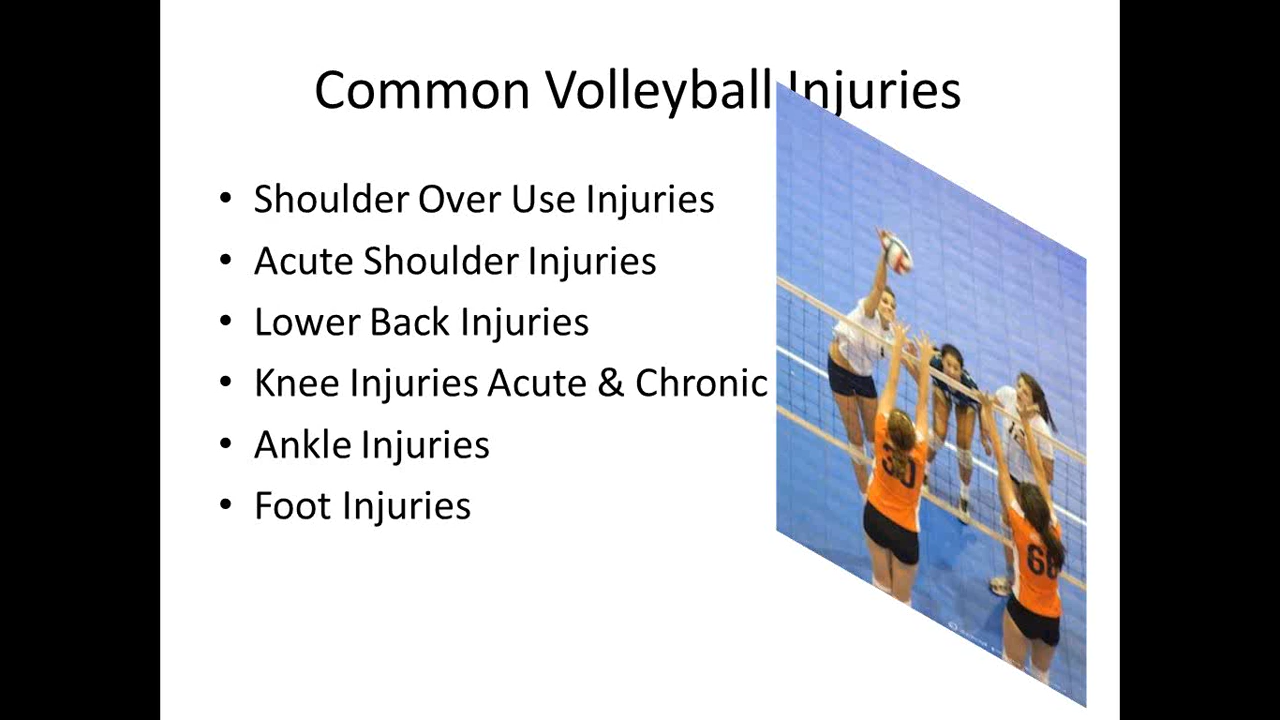 Common Volleyball Injuries
• Shoulder Over Use Injuries
• Acute Shoulder Injuries
• Lower Back Injuries
• Knee Injuries Acute & Chronic
• Ankle Injuries
• Foot Injuries
30